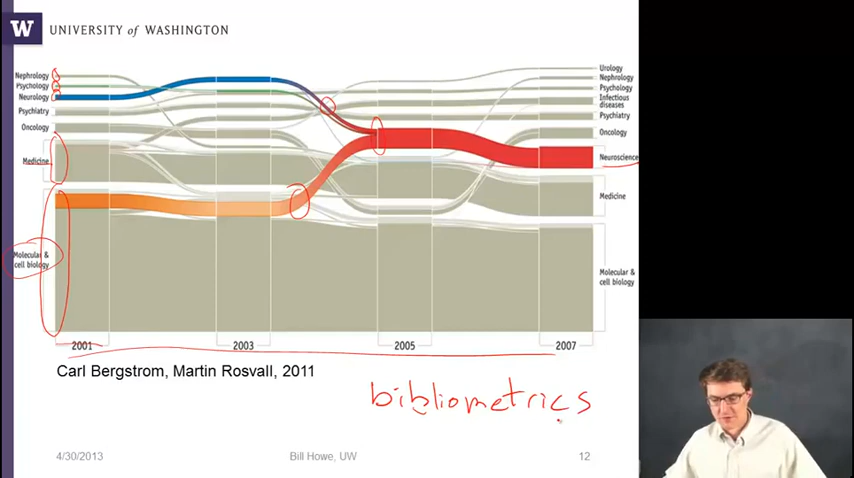 W UNIVERSITY of WASHINGTON
Nephrology
Psychology
Neurology
Psychiatry
Oncology
Medicine
Molecular &
cell biology
Urology
Nephrology
Psychology
Infectious
diseases
Psychiatry
Oncology
Neuroscience
Medicine
Molecular &
cell biology
2001 2003 2005 2007
Carl Bergstrom, Martin Rosvall, 2011
bibliometrics
4/30/2013 Bill Howe, UW 12